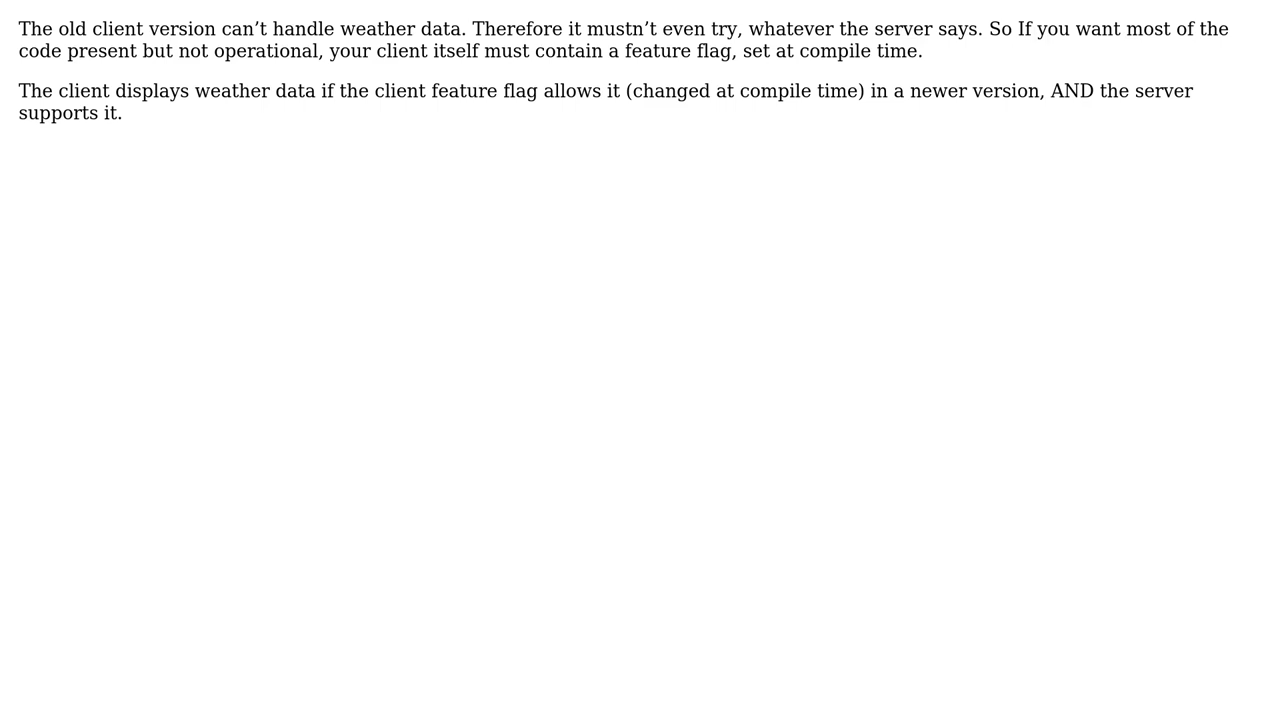 The old client version can’t handle weather data. Therefore it mustn’t even try, whatever the server says. So If you want most of the
code present but not operational, your client itself must contain a feature flag, set at compile time.
The client displays weather data if the client feature flag allows it (changed at compile time) in a newer version, AND the server
supports it.